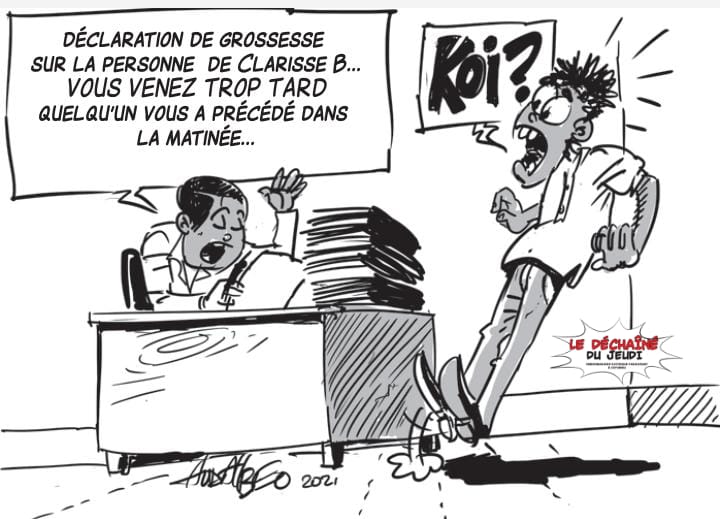 DÉCLARATION DE GROSSESSE
SUR LA PERSONNE DE CLARISSE B...
VOUS VENEZ TROP TARD
QUELQU'UN VOUS A PRÉCÉDÉ DANS
LA MATINÉE...
KOi?
LE DÉCHAÎNÉ
DU JEUDI
2021